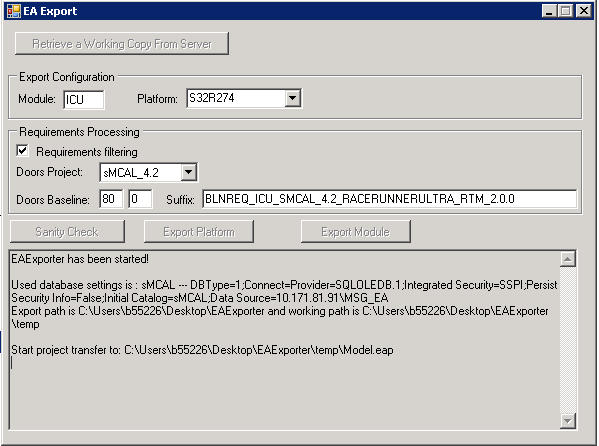 EA Export
Retrieve a Working Copy From Server
Export Configuration
Module: ICU Platform: S32R274
Requirements Processing
Requirements filtering
Doors Project: sMCAL_4.2
Doors Baseline: 80 0 Suffix: BLNREQ_ICU_SMCAL_4.2_RACERUNNERULTRA_RTM_2.0.0
Sanity Check Export Platform Export Module
EAExporter has been started!
Used database settings is : sMCAL --- DBType=1;Connect=Provider=SQLOLEDB.1;Integrated Security=SSPI;Persist
Security Info=False;Initial Catalog=sMCAL;Data Source=10.171.81.91\MSG_EA
Export path is C:\Users\b55226\Desktop\EAExporter and working path is C:\Users\b55226\Desktop\EAExporter
\temp
Start project transfer to: C:\Users\b55226\Desktop\EAExporter\temp\Model.eap